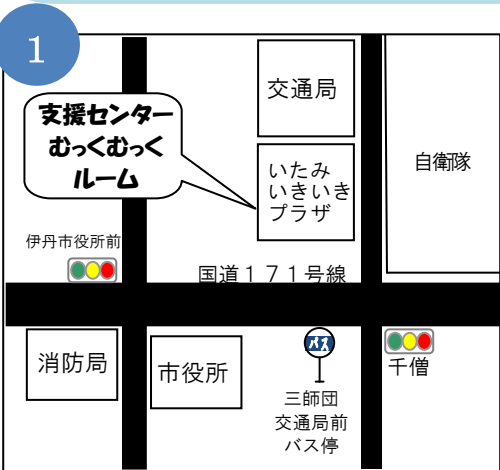 1
交通局
支援センター
むっくむっく
ルーム
自衛隊
いたみ
いきいき
プラザ
伊丹市役所前
国道１７１号線
消防局
市役所
バス
千僧
三師団
交通局前
バス停